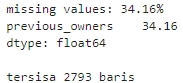 missing values: 34.16%
previous_owners    34.16
dtype: float64
tersisa 2793 baris